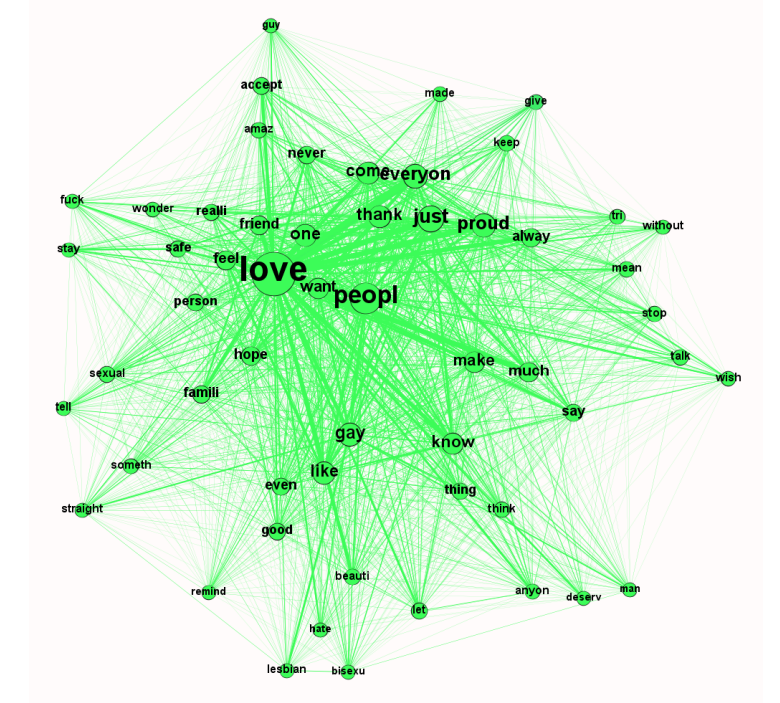 guy
accept
made
give
amaz
keep
never
come
everyon
fuck
wonder
realli
thank
just
tri
friend
one
proud
without
alway
stay
safe
feel
love
mean
want
peopl
person
stop
hope
make
talk
sexual
much
wish
famili
tell
say
gay
know
someth
like
even
thing
straight
think
good
beauti
remind
anyon
deserv
man
let
hate
lesbian
bisexu